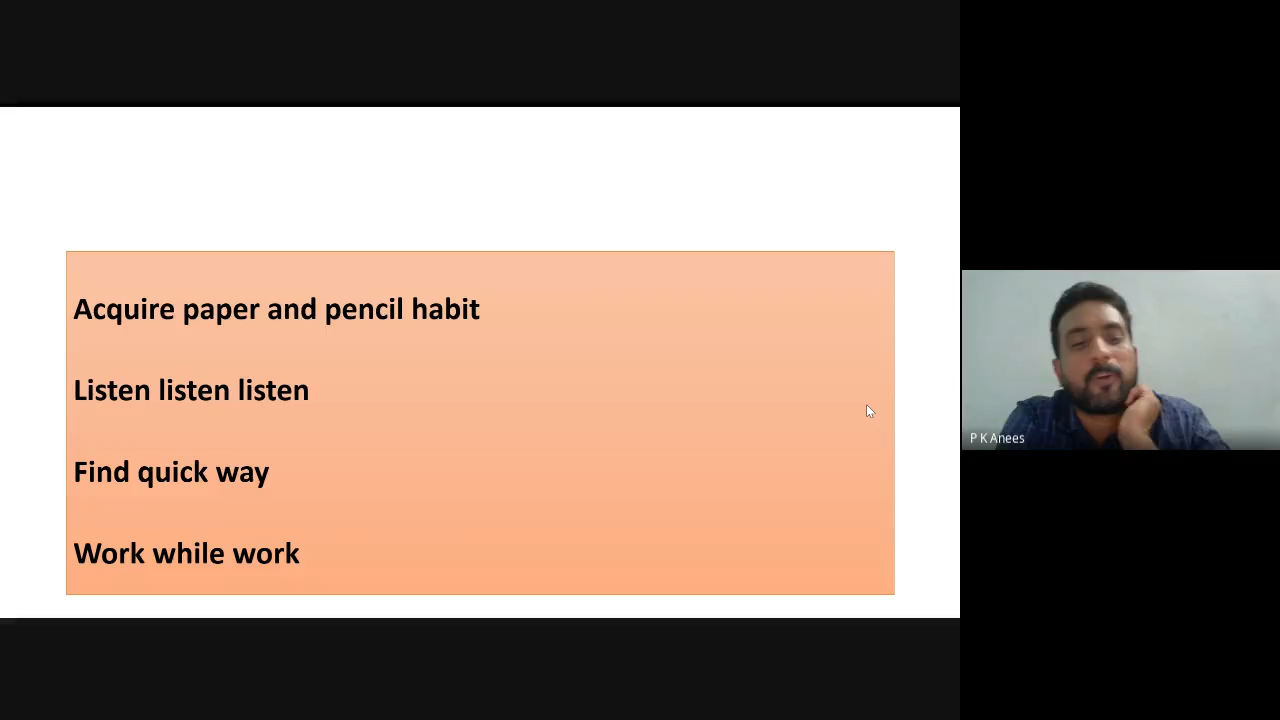 Acquire paper and pencil habit
Listen listen listen
Find quick way
Work while work
P K Anees